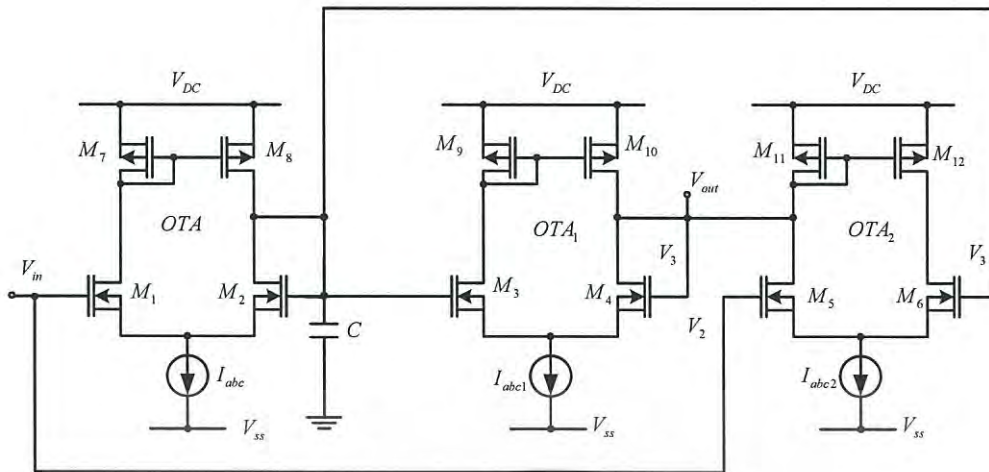 V_DC V_DC V_DC
M_7 M_8 M_9 M_10 M_11 M_12
V_out
OTA OTA_1 OTA_2
V_in V_3 V_3
M_1 M_2 M_3 M_4 M_5 M_6
C V_2
I_abc I_abc1 I_abc2
V_ss V_ss V_ss